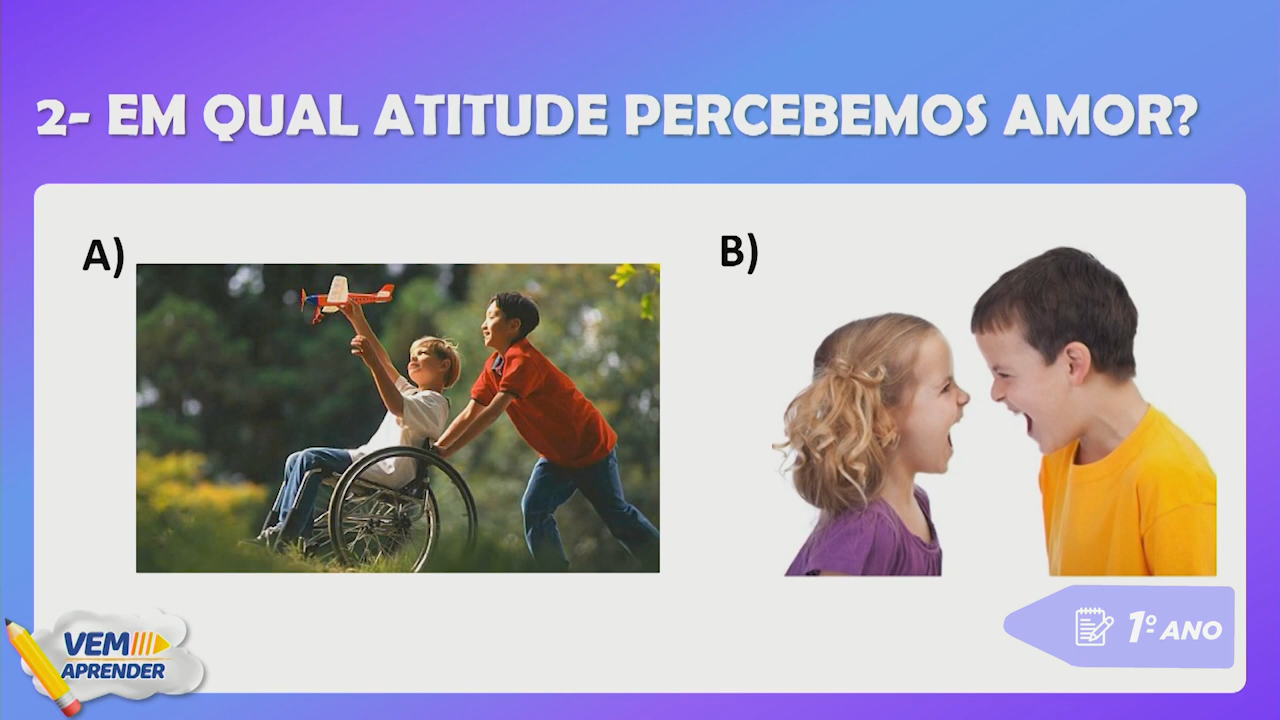 2- EM QUAL ATITUDE PERCEBEMOS AMOR?
A)
B)
VEM
APRENDER
1º ANO